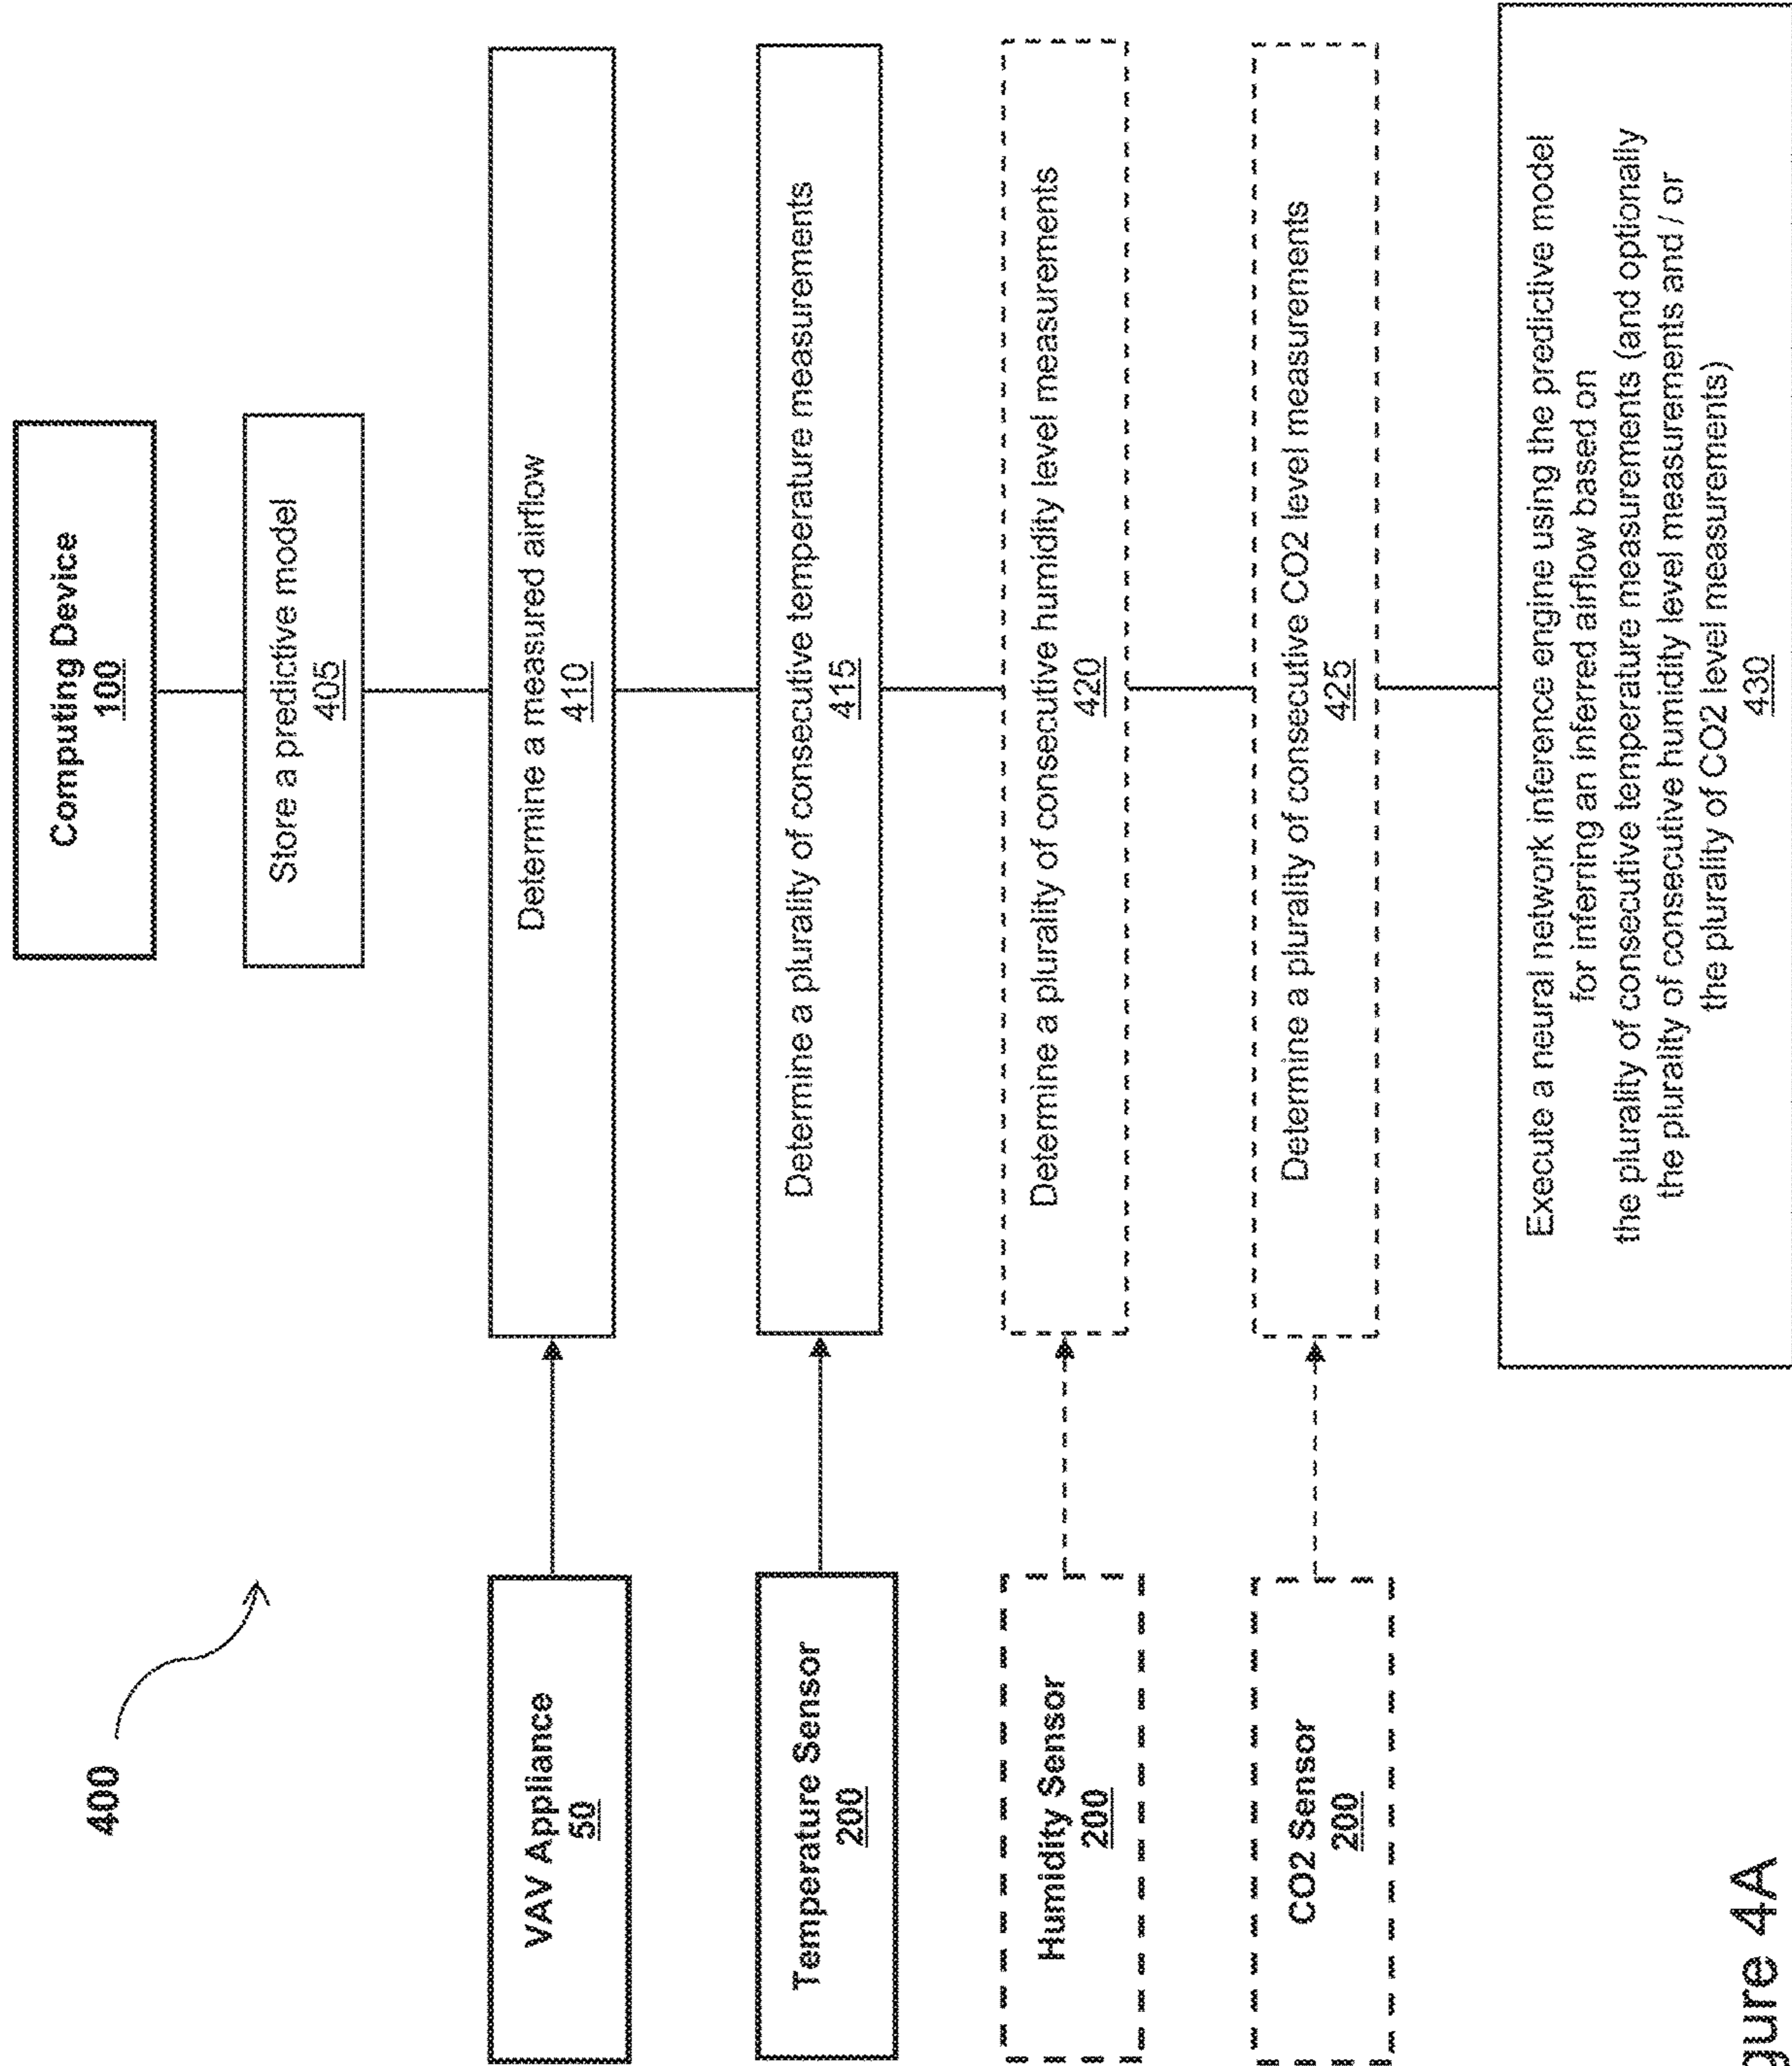 400
Computing Device
100
Store a predictive model
405
VAV Appliance
50
Determine a measured airflow
410
Temperature Sensor
200
Determine a plurality of consecutive temperature measurements
415
Humidity Sensor
200
Determine a plurality of consecutive humidity level measurements
420
CO2 Sensor
200
Determine a plurality of consecutive CO2 level measurements
425
Execute a neural network inference engine using the predictive model
for inferring an inferred airflow based on
the plurality of consecutive temperature measurements (and optionally
the plurality of consecutive humidity level measurements and / or
the plurality of CO2 level measurements)
430
gure 4A